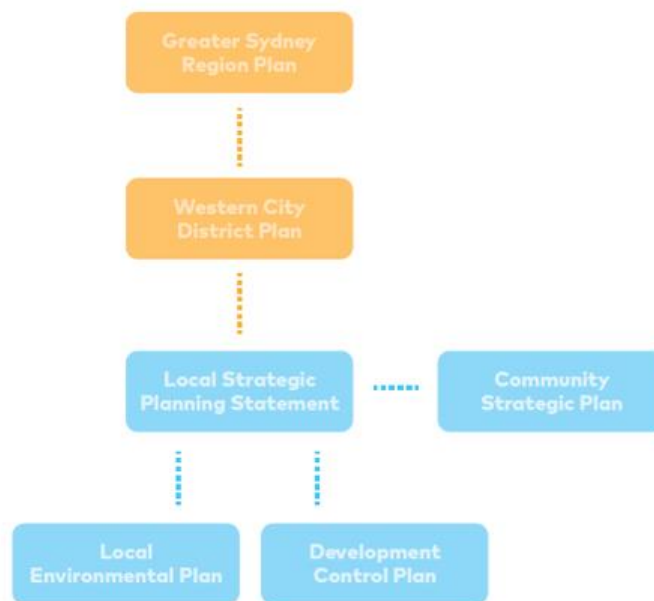 Greater Sydney
Region Plan
Western City
District Plan
Local Strategic
Planning Statement
Community
Strategic Plan
Local
Environmental Plan
Development
Control Plan